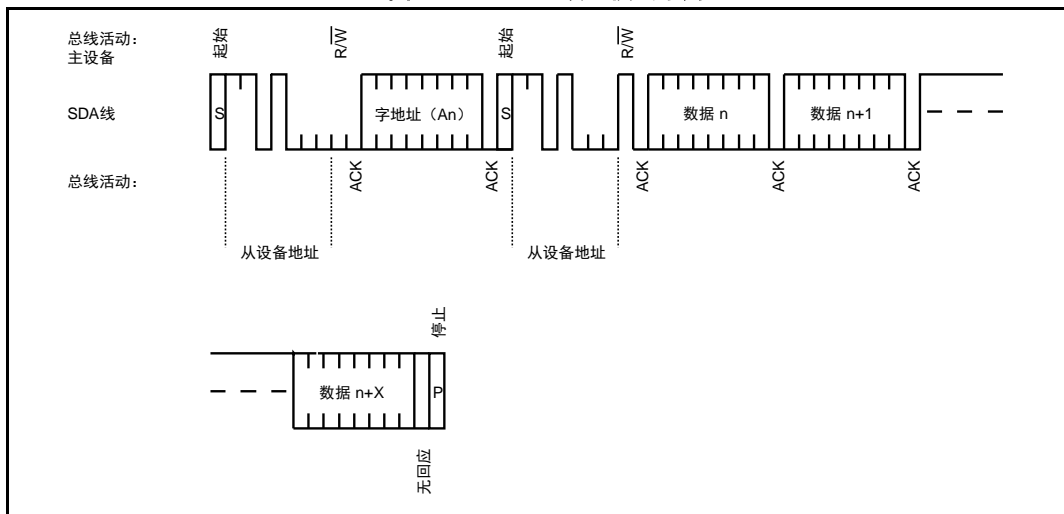 总线活动：
主设备
起始
R/W
起始
R/W
SDA线
S
字地址（An）
S
数据 n
数据 n+1
总线活动：
ACK
ACK
ACK
ACK
ACK
从设备地址
从设备地址
停止
数据 n+X
P
无回应